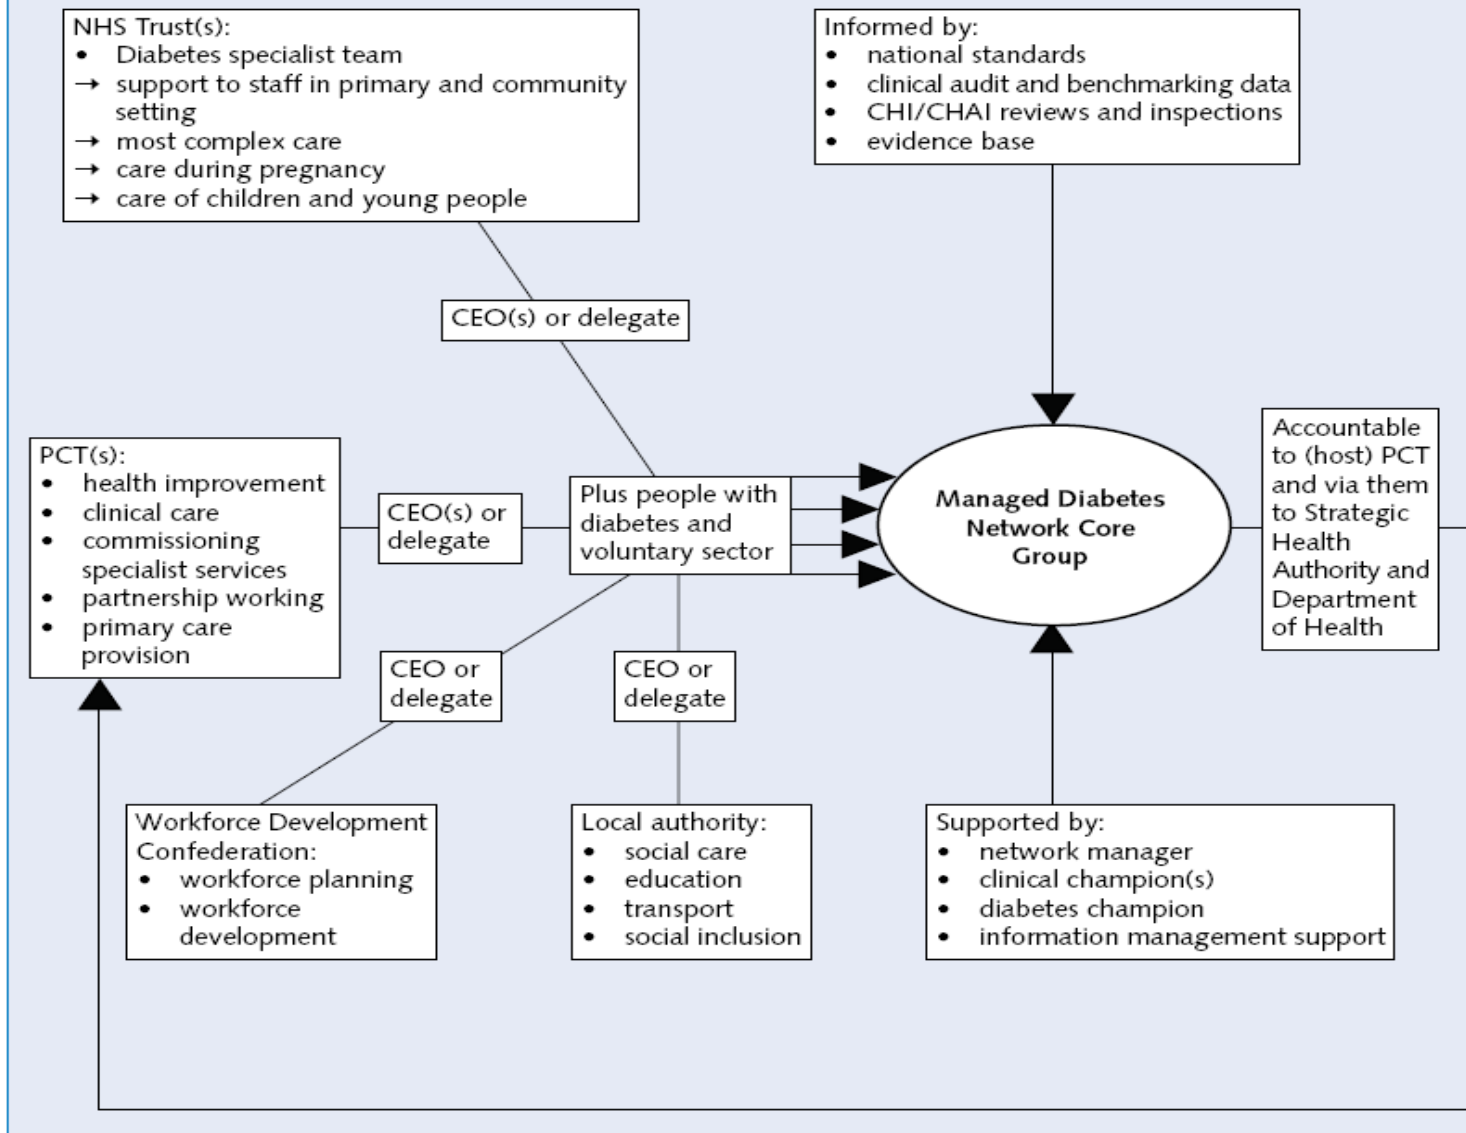 NHS Trust(s):
• Diabetes specialist team
→ support to staff in primary and community
setting
→ most complex care
→ care during pregnancy
→ care of children and young people
Informed by:
• national standards
• clinical audit and benchmarking data
• CHI/CHAI reviews and inspections
• evidence base
CEO(s) or delegate
PCT(s):
• health improvement
• clinical care
• commissioning
specialist services
• partnership working
• primary care
provision
CEO(s) or
delegate
Plus people with
diabetes and
voluntary sector
Managed Diabetes
Network Core
Group
Accountable
to (host) PCT
and via them
to Strategic
Health
Authority and
Department
of Health
CEO or
delegate
CEO or
delegate
Workforce Development
Confederation:
• workforce planning
• workforce
development
Local authority:
• social care
• education
• transport
• social inclusion
Supported by:
• network manager
• clinical champion(s)
• diabetes champion
• information management support